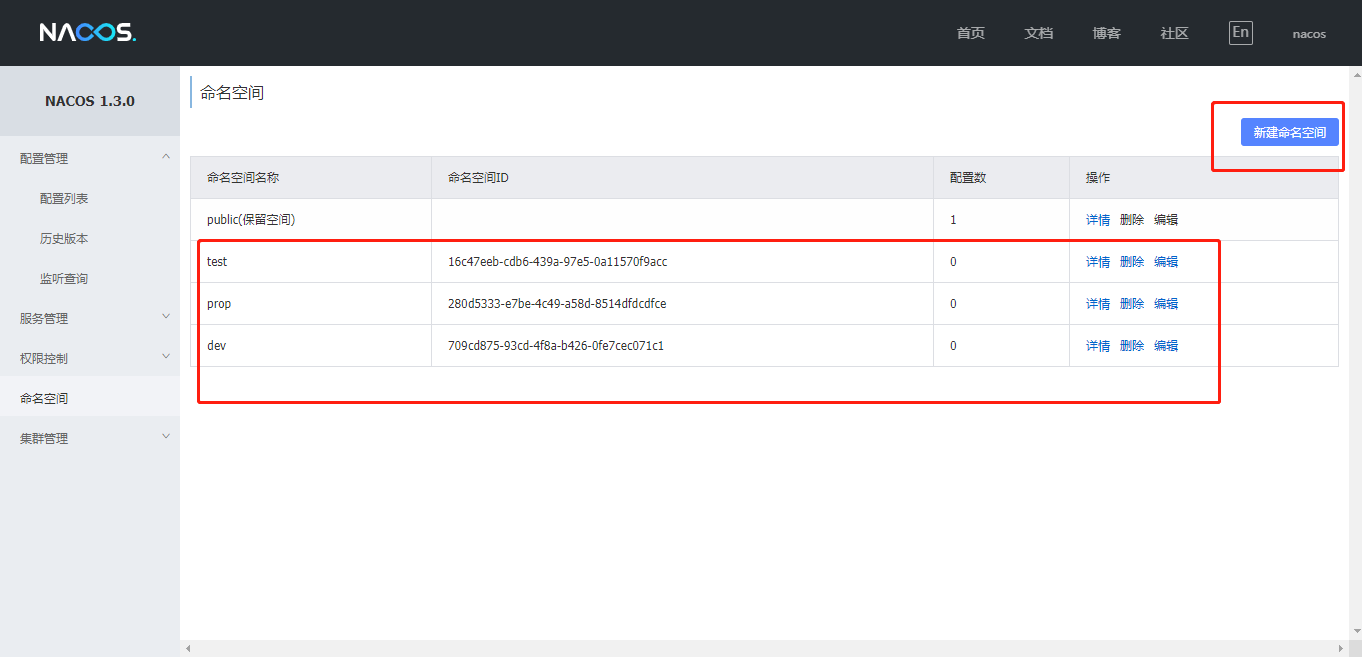 NACOS.
首页 文档 博客 社区 En nacos
NACOS 1.3.0
配置管理
配置列表
历史版本
监听查询
服务管理
权限控制
命名空间
集群管理
命名空间
新建命名空间
命名空间名称 命名空间ID 配置数 操作
public(保留空间) 1 详情 删除 编辑
test 16c47eeb-cdb6-439a-97e5-0a11570f9acc 0 详情 删除 编辑
prop 280d5333-e7be-4c49-a58d-8514dfdcdfce 0 详情 删除 编辑
dev 709cd875-93cd-4f8a-b426-0fe7cec071c1 0 详情 删除 编辑